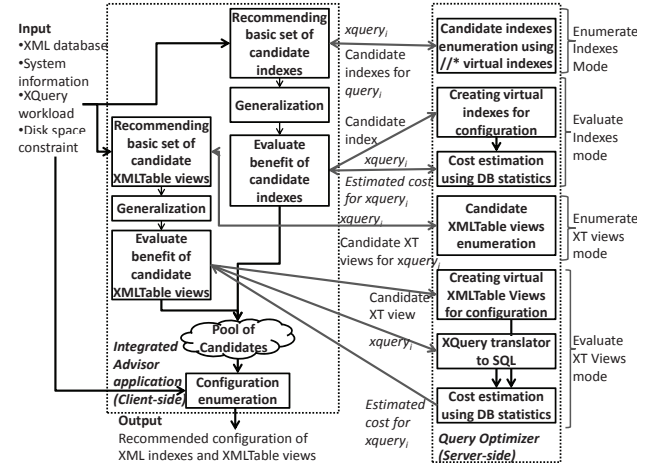 Input
•XML database
•System
information
•XQuery
workload
•Disk space
constraint
Recommending
basic set of
candidate
indexes
Generalization
Evaluate
benefit of
candidate
indexes
Recommending
basic set of
candidate
XMLTable views
Generalization
Evaluate
benefit of
candidate
XMLTable views
Pool of
Candidates
Configuration
enumeration
Integrated
Advisor
application
(Client-side)
Output
Recommended configuration of
XML indexes and XMLTable views
xqueryi
Candidate
indexes for
queryi
Candidate
index
xqueryi
Estimated cost
for xqueryi
xqueryi
Candidate XT
views for xqueryi
Candidate
XT view
xqueryi
Estimated
cost for
xqueryi
Candidate indexes
enumeration using
//* virtual indexes
Creating virtual
indexes for
configuration
Cost estimation
using DB statistics
Candidate
XMLTable views
enumeration
Creating virtual
XMLTable Views
for configuration
XQuery translator
to SQL
Cost estimation
using DB statistics
Query Optimizer
(Server-side)
Enumerate
Indexes
Mode
Evaluate
Indexes
mode
Enumerate
XT views
mode
Evaluate
XT Views
mode